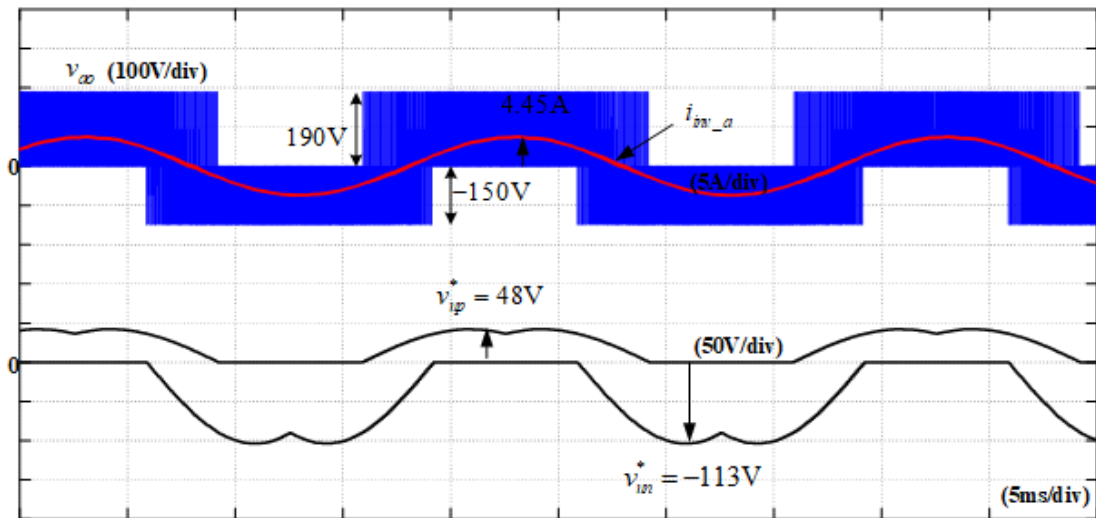 v_ao (100V/div)
4.45A
i_inv_a
190V
0
(5A/div)
−150V
v*_ip = 48V
(50V/div)
0
v*_in = −113V
(5ms/div)